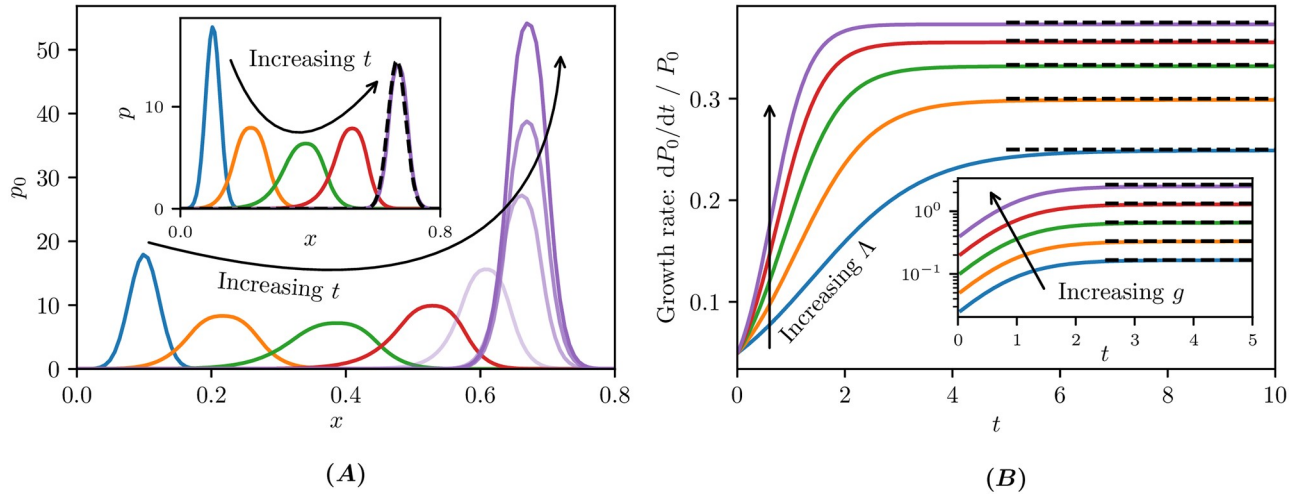 50
40
30
20
10
0
p₀
0.0
0.2
0.4
0.6
0.8
x
Increasing t
10
0
p
0.0
x
0.8
Increasing t
(A)
Growth rate: dP₀/dt / P₀
0.3
0.2
0.1
0
2
4
6
8
10
t
Increasing Λ
10⁰
10⁻¹
0
1
2
3
4
5
t
Increasing g
(B)